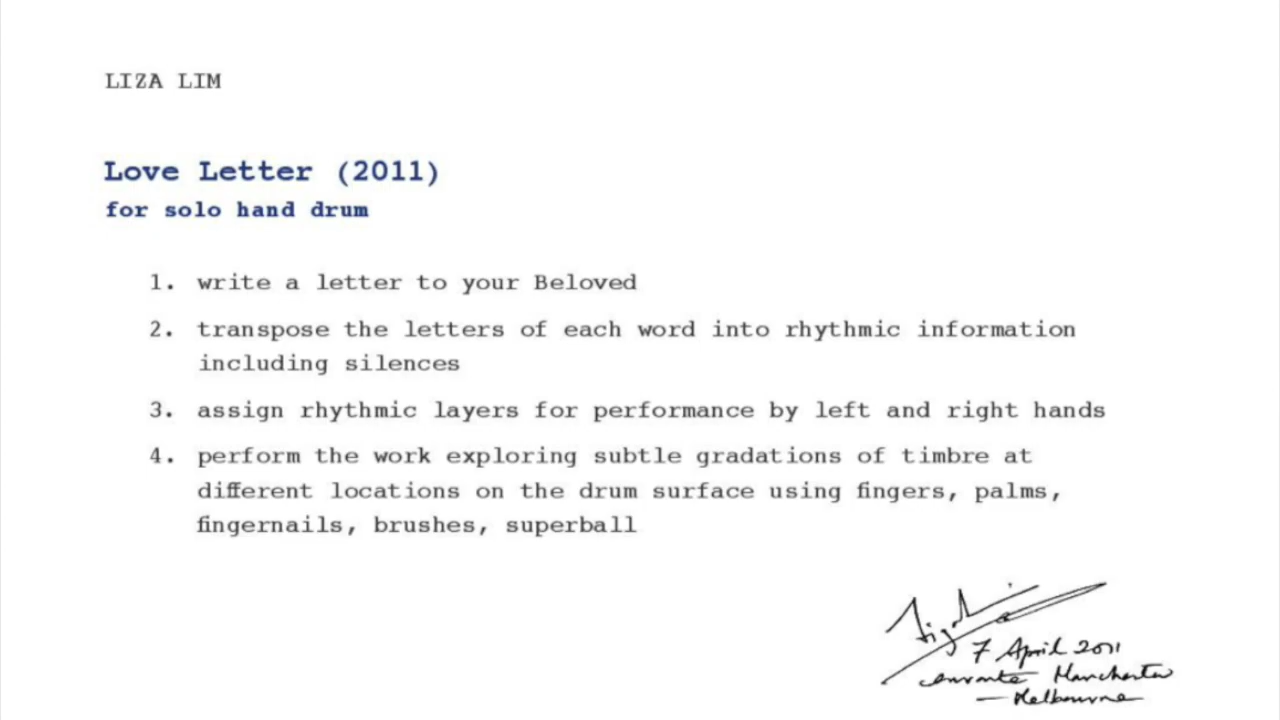 LIZA LIM
Love Letter (2011)
for solo hand drum
1. write a letter to your Beloved
2. transpose the letters of each word into rhythmic information
including silences
3. assign rhythmic layers for performance by left and right hands
4. perform the work exploring subtle gradations of timbre at
different locations on the drum surface using fingers, palms,
fingernails, brushes, superball
7 April 2011
enroute Manchester
— Melbourne